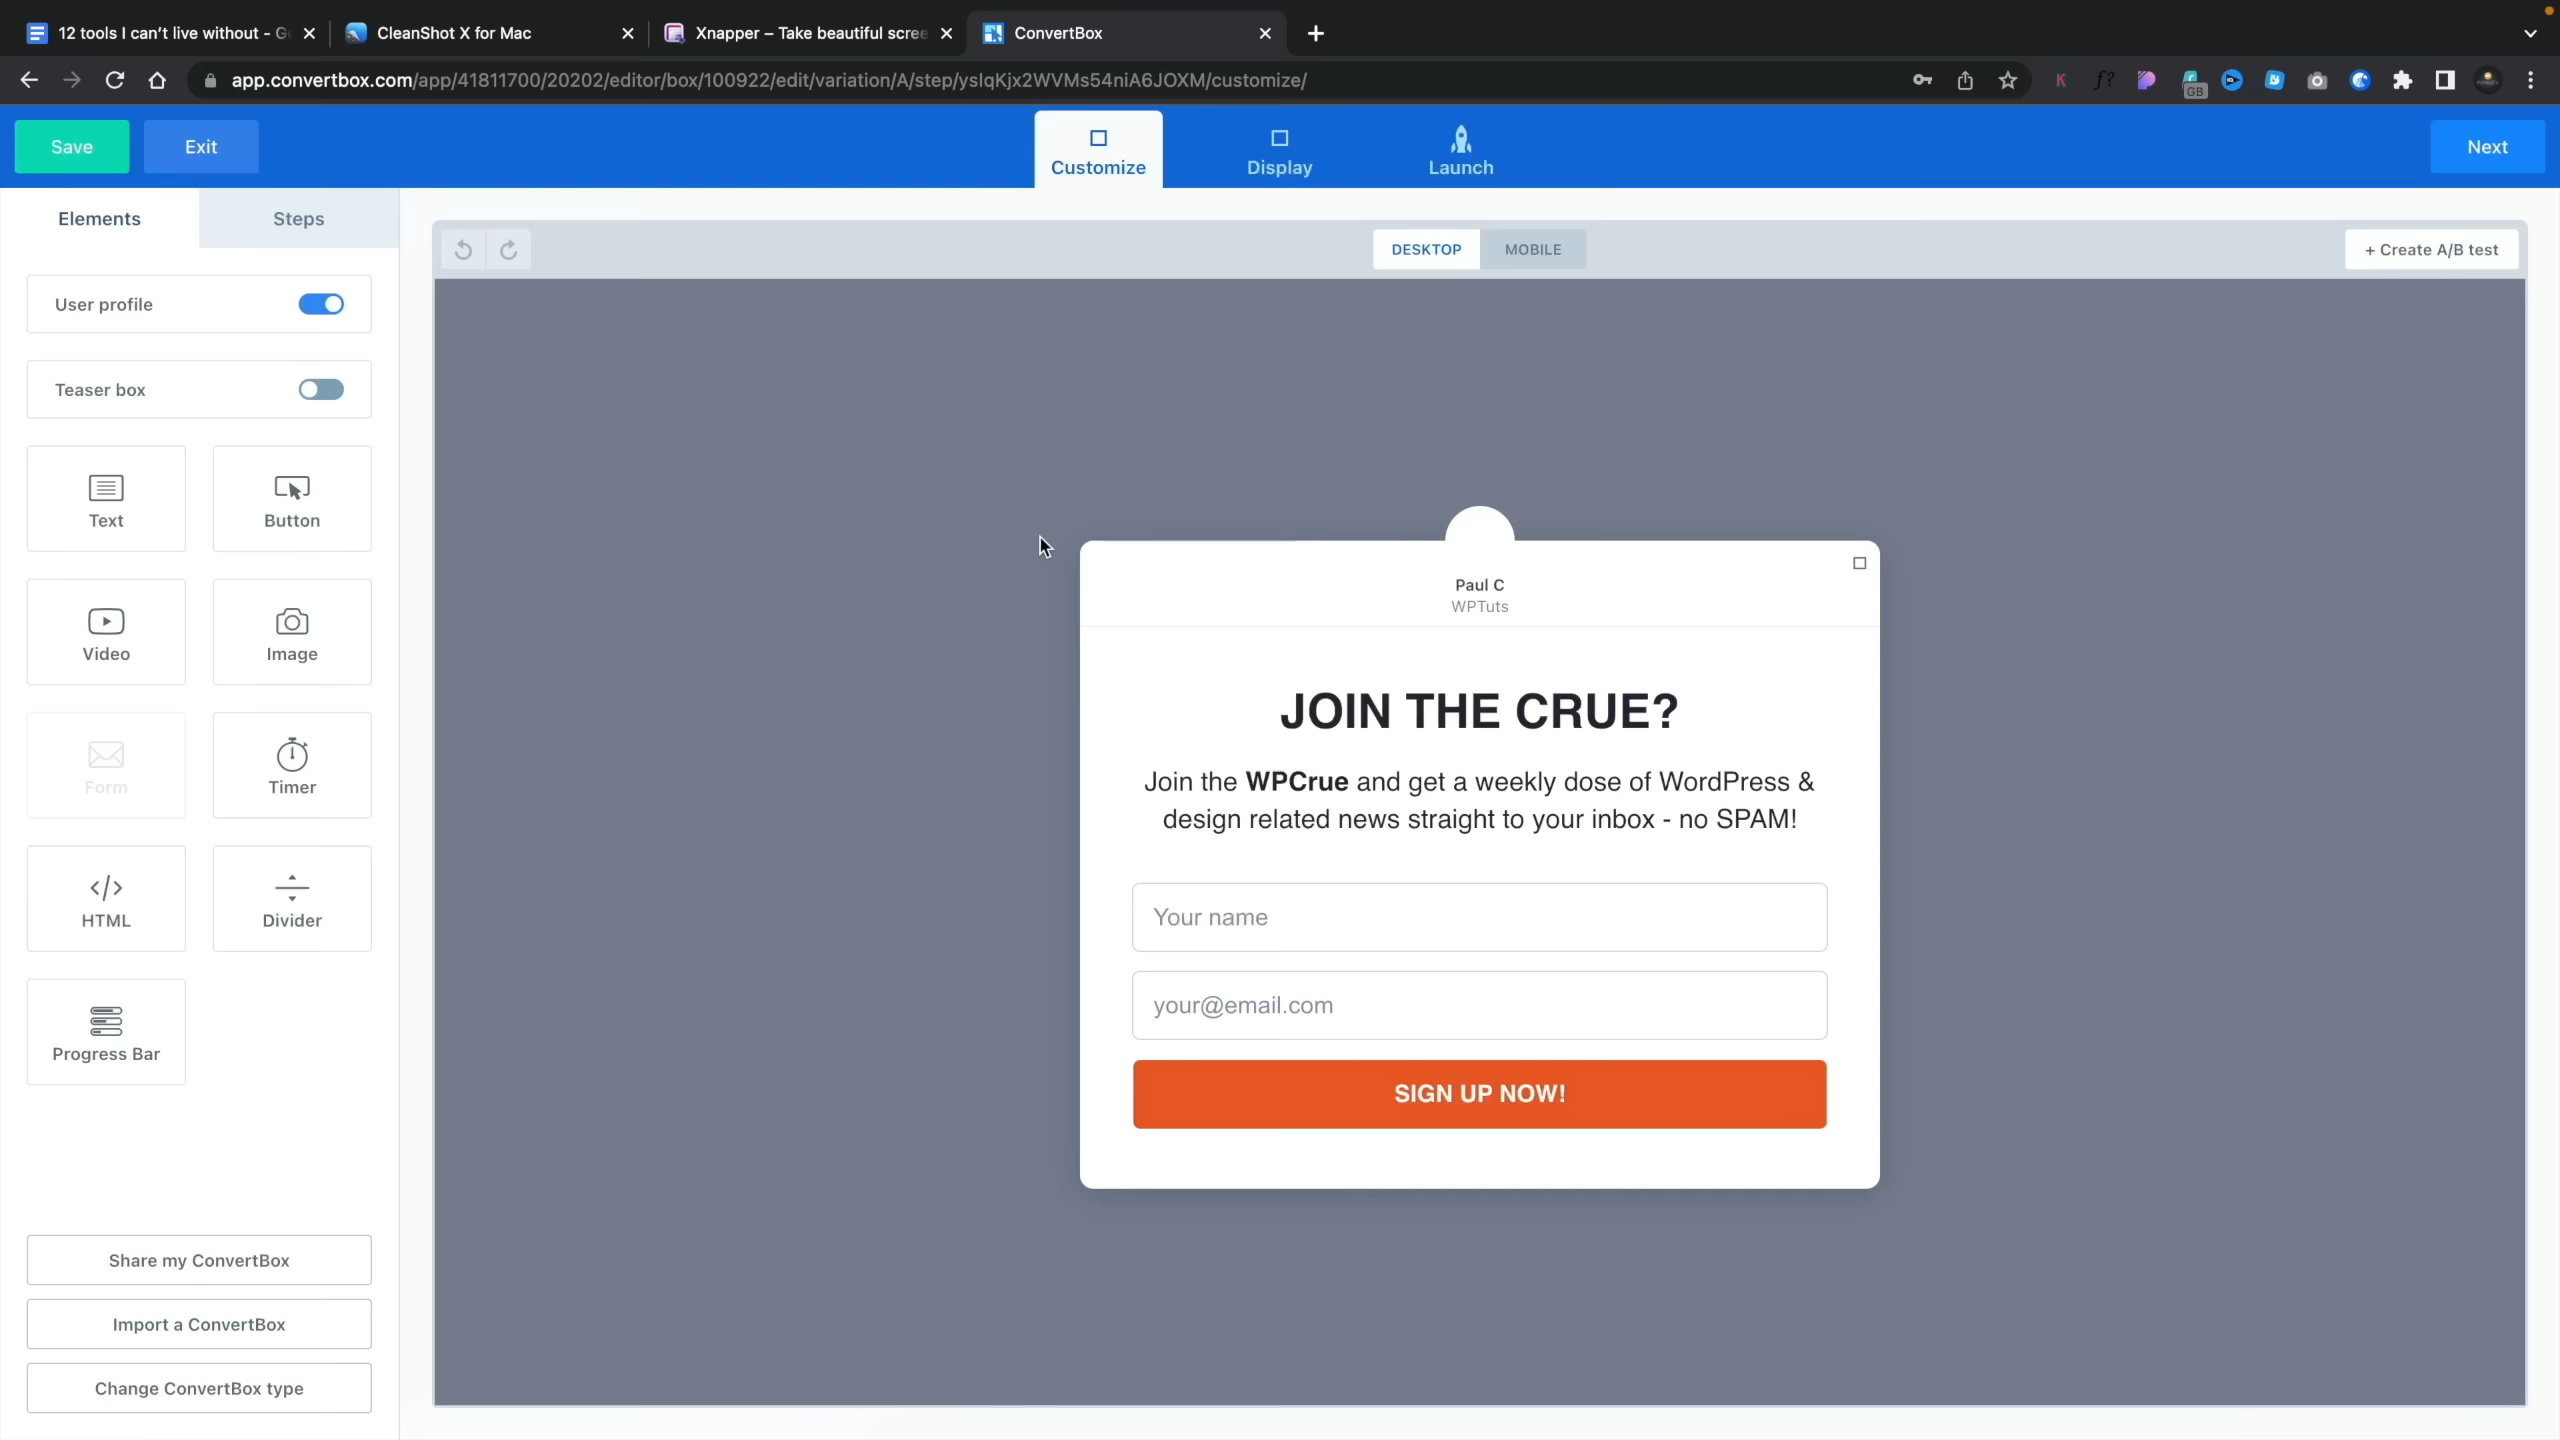 12 tools I can't live without - G
CleanShot X for Mac
Xnapper – Take beautiful scree
ConvertBox
app.convertbox.com/app/41811700/20202/editor/box/100922/edit/variation/A/step/yslqKjx2WVMs54niA6JOXM/customize/
GB
Save
Exit
Customize
Display
Launch
Next
Elements
Steps
DESKTOP
MOBILE
+ Create A/B test
User profile
Teaser box
Text
Button
Video
Image
Form
Timer
HTML
Divider
Progress Bar
Share my ConvertBox
Import a ConvertBox
Change ConvertBox type
Paul C
WPTuts
JOIN THE CRUE?
Join the WPCrue and get a weekly dose of WordPress &
design related news straight to your inbox - no SPAM!
Your name
your@email.com
SIGN UP NOW!